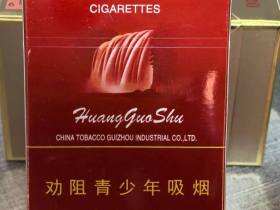 CIGARETTES
HuangGuoShu
CHINA TOBACCO GUIZHOU INDUSTRIAL CO.,LTD.
劝阻青少年吸烟